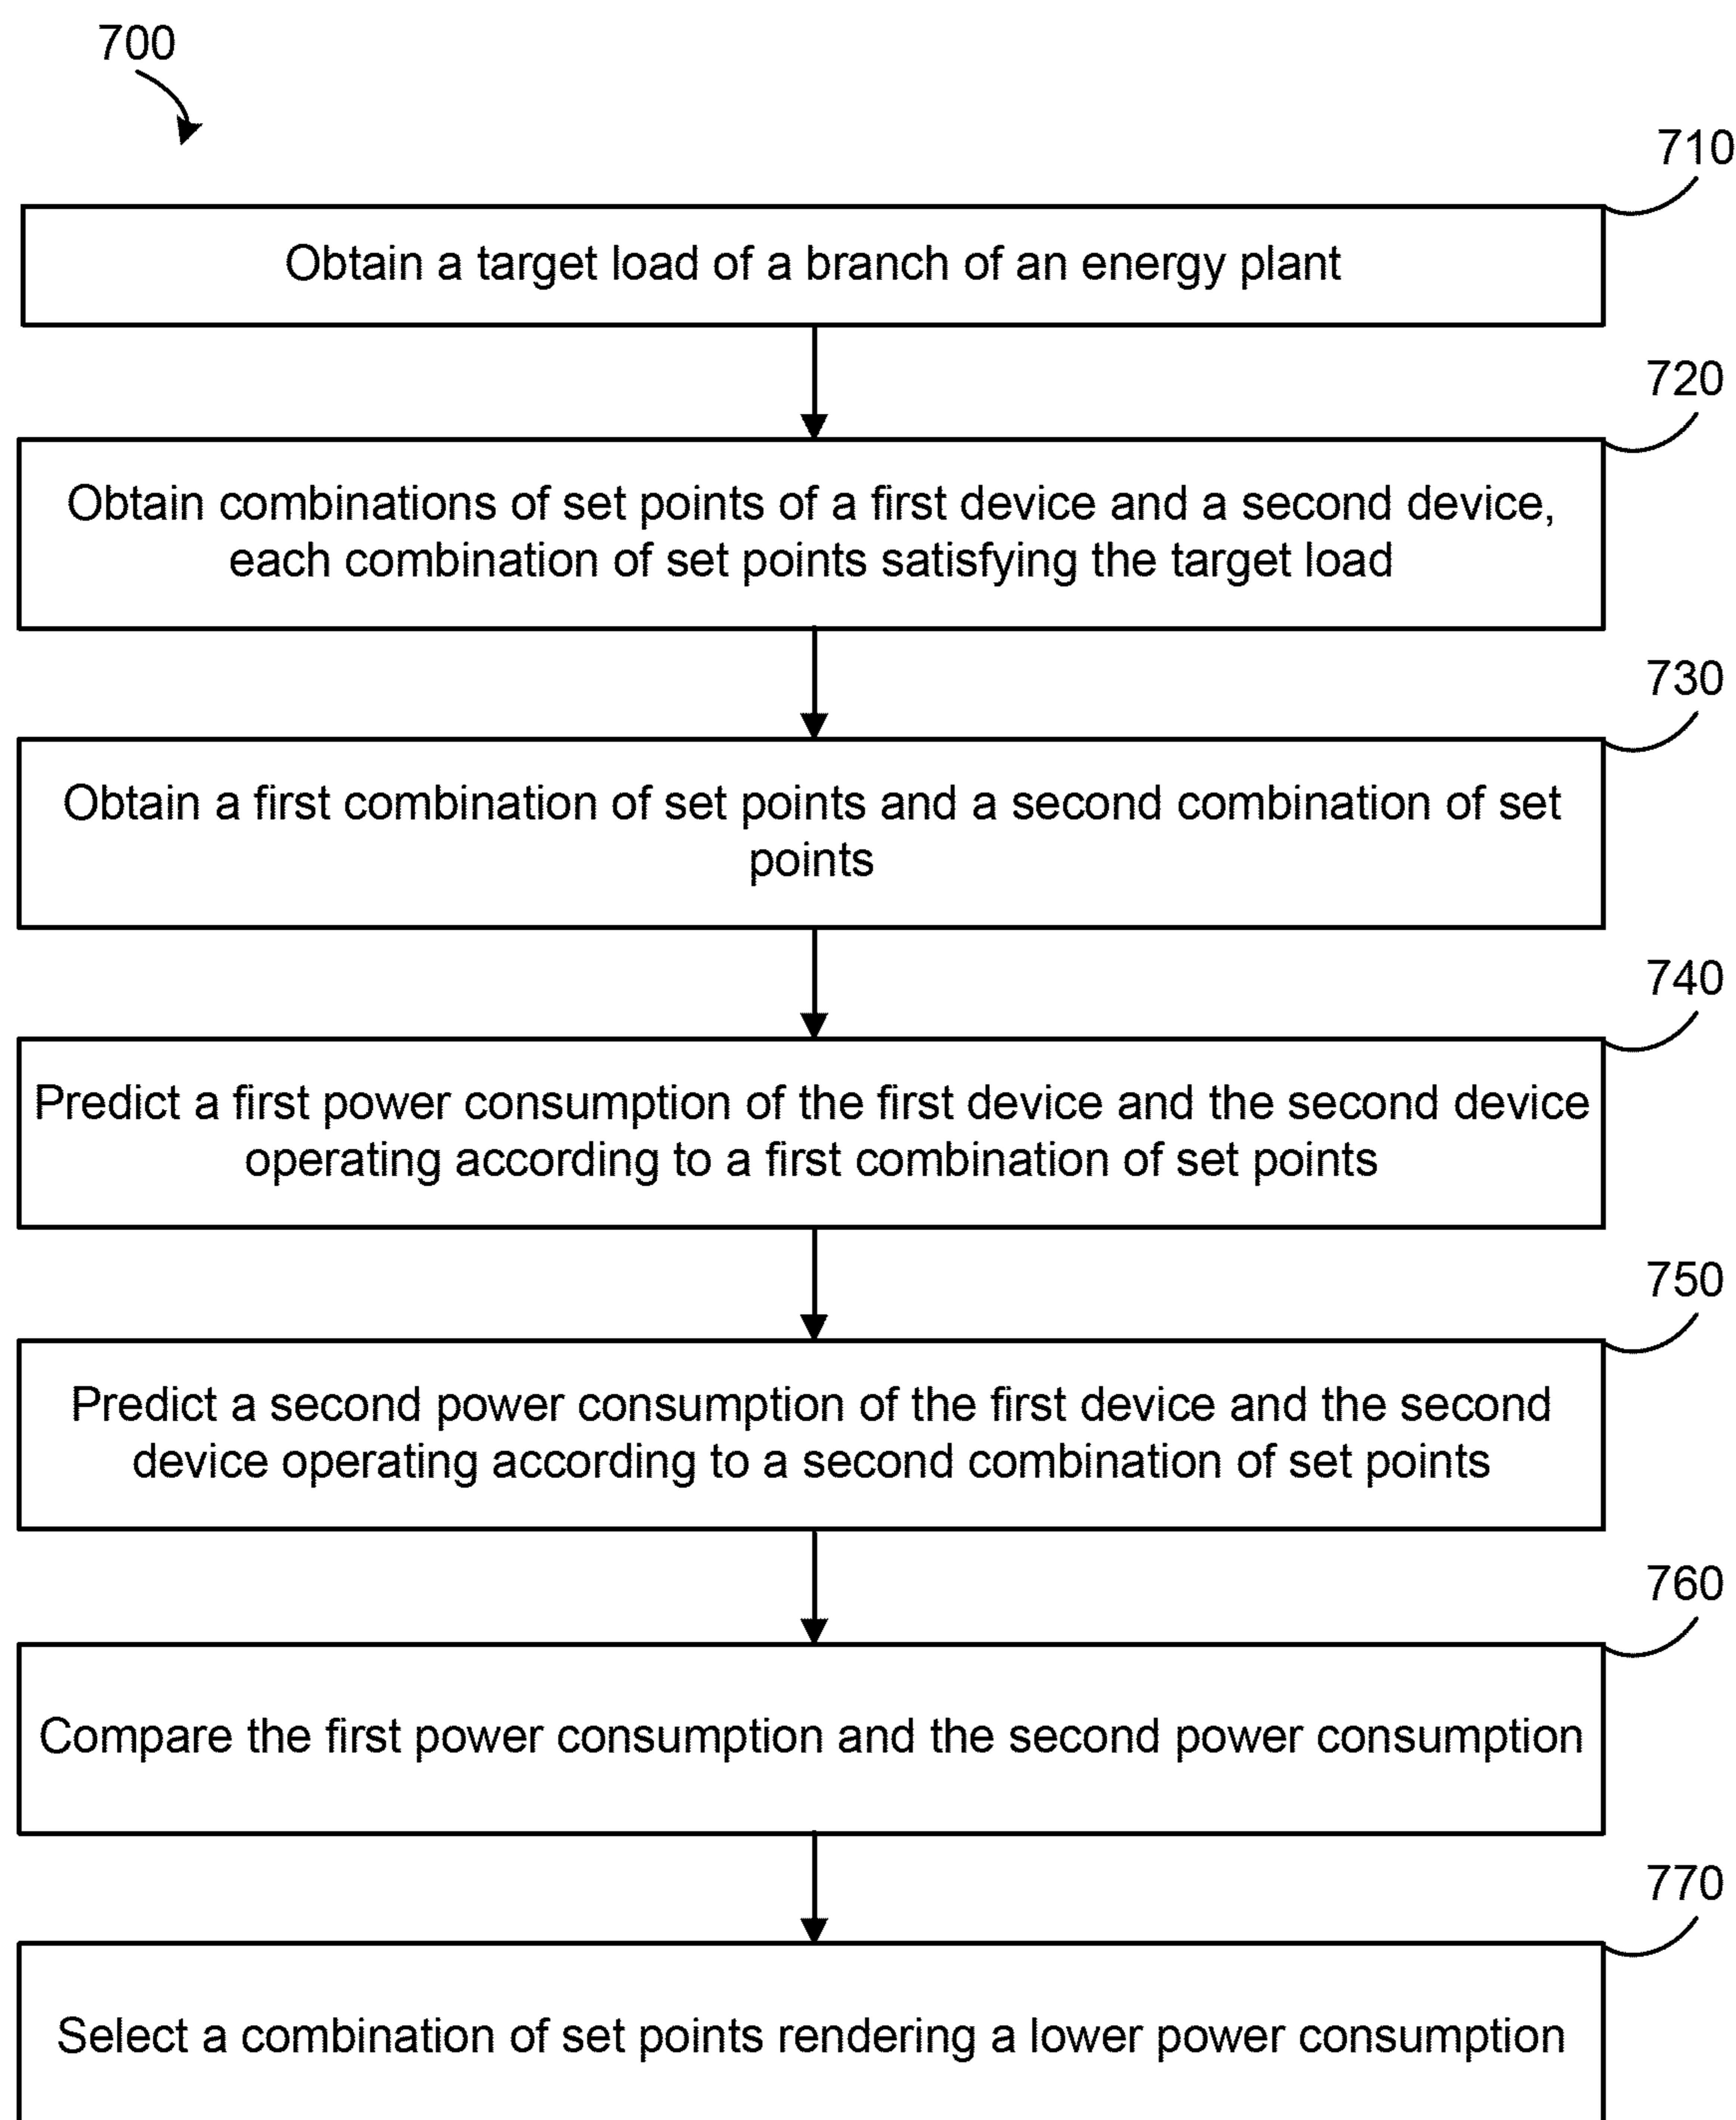 700
710
Obtain a target load of a branch of an energy plant
720
Obtain combinations of set points of a first device and a second device,
each combination of set points satisfying the target load
730
Obtain a first combination of set points and a second combination of set
points
740
Predict a first power consumption of the first device and the second device
operating according to a first combination of set points
750
Predict a second power consumption of the first device and the second
device operating according to a second combination of set points
760
Compare the first power consumption and the second power consumption
770
Select a combination of set points rendering a lower power consumption